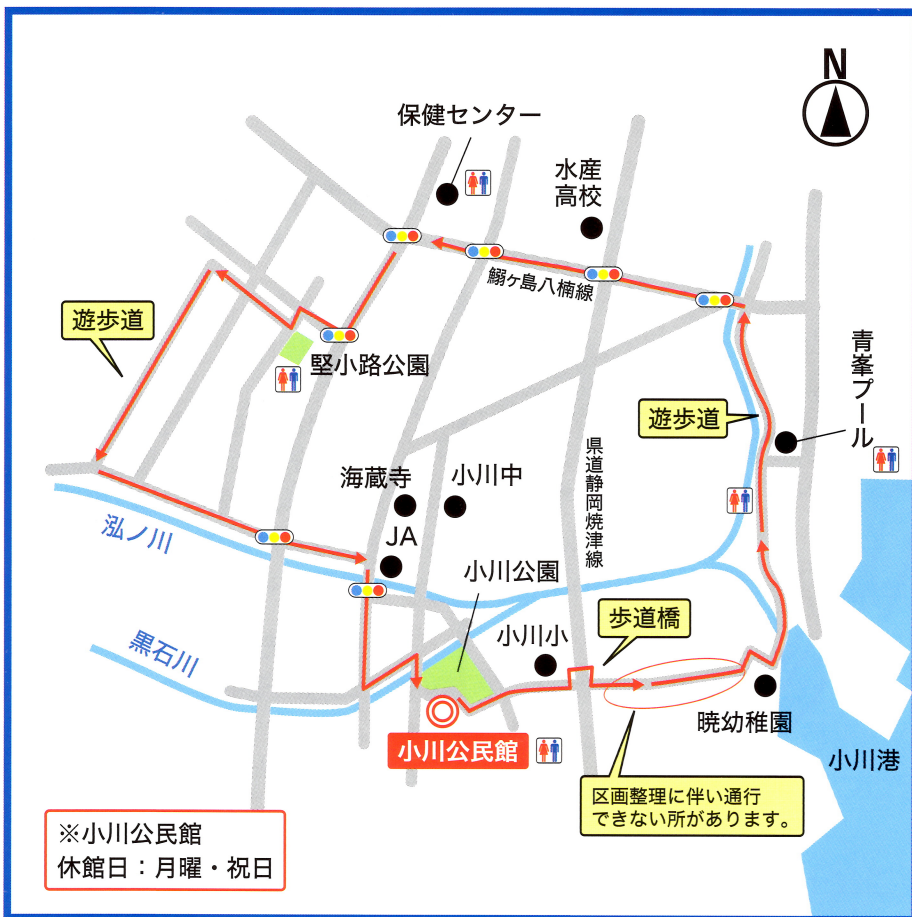 N
保健センター
水産
高校
鰯ヶ島八楠線
遊歩道
堅小路公園
青峯プール
遊歩道
県道静岡焼津線
海蔵寺
小川中
JA
泓ノ川
小川公園
歩道橋
小川小
黒石川
暁幼稚園
小川港
小川公民館
区画整理に伴い通行
できない所があります。
※小川公民館
休館日:月曜・祝日